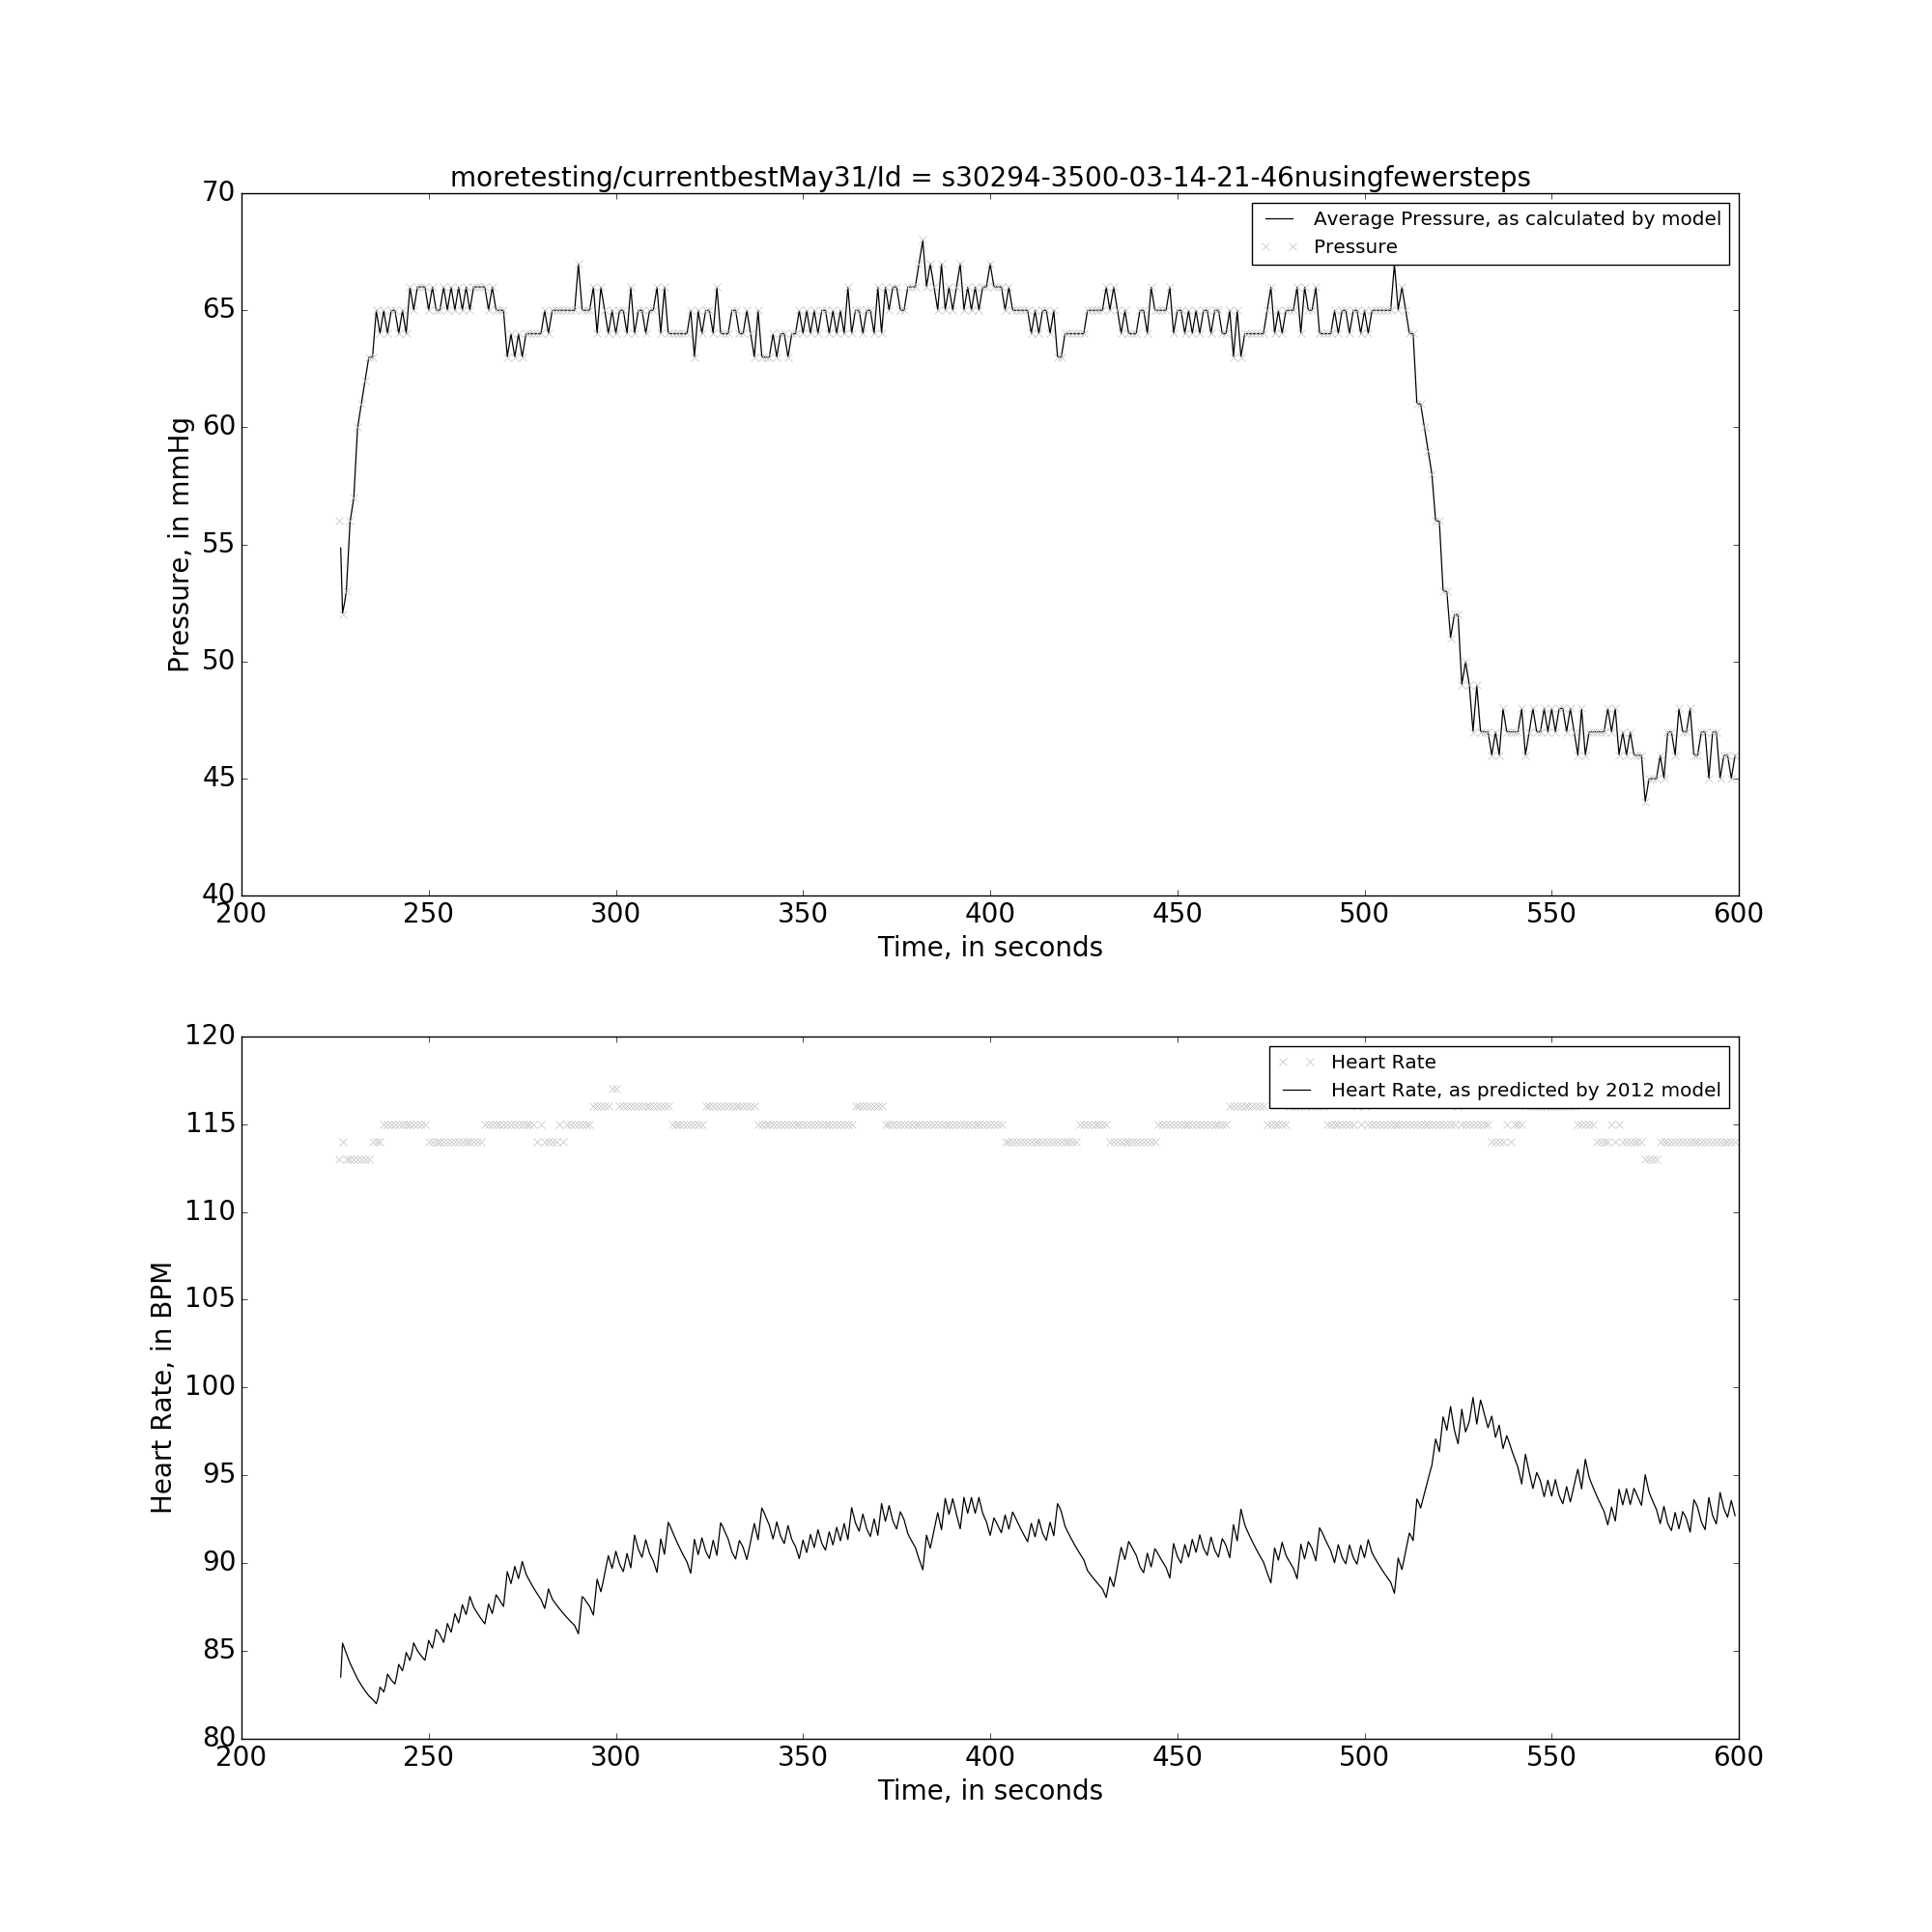 moretesting/currentbestMay31/Id = s30294-3500-03-14-21-46nusingfewersteps
70
65
60
55
50
45
40
Pressure, in mmHg
Average Pressure, as calculated by model
Pressure
200 250 300 350 400 450 500 550 600
Time, in seconds
120
115
110
105
100
95
90
85
80
Heart Rate, in BPM
Heart Rate
Heart Rate, as predicted by 2012 model
200 250 300 350 400 450 500 550 600
Time, in seconds